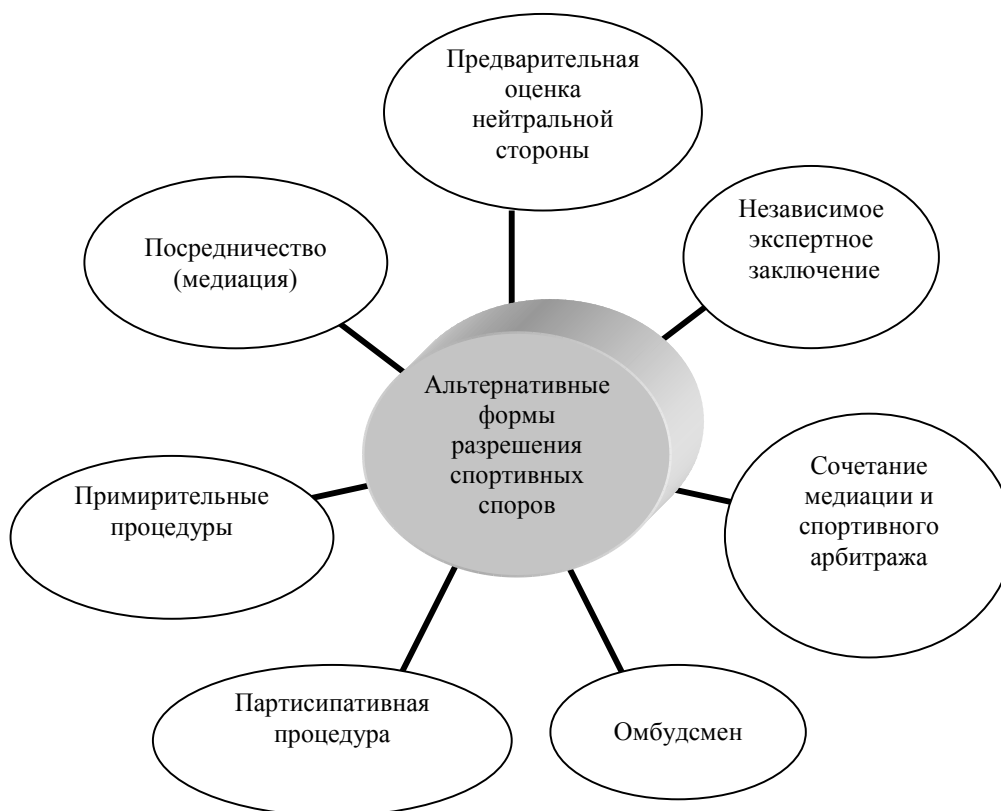 Предварительная
оценка
нейтральной
стороны
Независимое
экспертное
заключение
Посредничество
(медиация)
Альтернативные
формы
разрешения
спортивных
споров
Сочетание
медиации и
спортивного
арбитража
Примирительные
процедуры
Партисипативная
процедура
Омбудсмен